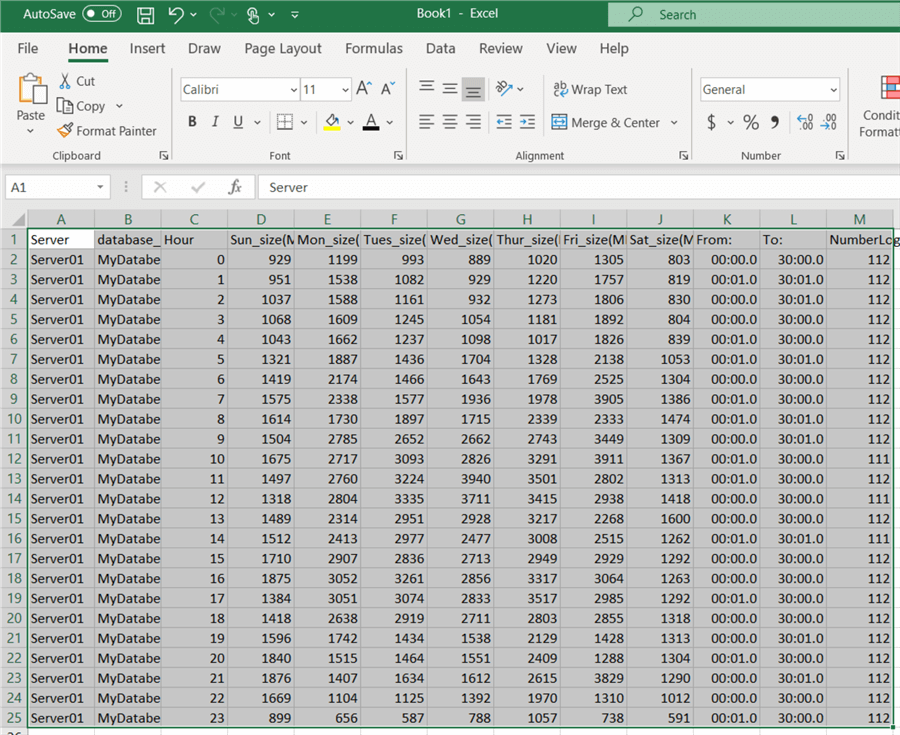 AutoSave Off Book1 - Excel Search
File Home Insert Draw Page Layout Formulas Data Review View Help
Paste Cut Copy Format Painter
Clipboard
Calibri 11 A A
B I U A
Font
ab Wrap Text
Merge & Center
Alignment
General
$ % .00 .00
Number
Condit
Format
A1 fx Server
A B C D E F G H I J K L M
1 Server database_ Hour Sun_size(M Mon_size( Tues_size( Wed_size( Thur_size( Fri_size(M Sat_size(M From: To: NumberLog
2 Server01 MyDatabe 0 929 1199 993 889 1020 1305 803 00:00.0 30:00.0 112
3 Server01 MyDatabe 1 951 1538 1082 929 1220 1757 819 00:01.0 30:01.0 112
4 Server01 MyDatabe 2 1037 1588 1161 932 1273 1806 830 00:00.0 30:01.0 112
5 Server01 MyDatabe 3 1068 1609 1245 1054 1181 1892 804 00:00.0 30:00.0 112
6 Server01 MyDatabe 4 1043 1662 1237 1098 1017 1826 839 00:01.0 30:00.0 112
7 Server01 MyDatabe 5 1321 1887 1436 1704 1328 2138 1053 00:01.0 30:00.0 112
8 Server01 MyDatabe 6 1419 2174 1466 1643 1769 2525 1304 00:00.0 30:00.0 112
9 Server01 MyDatabe 7 1575 2338 1577 1936 1978 3905 1386 00:01.0 30:00.0 112
10 Server01 MyDatabe 8 1614 1730 1897 1715 2339 2333 1474 00:01.0 30:00.0 112
11 Server01 MyDatabe 9 1504 2785 2652 2662 2743 3449 1309 00:00.0 30:01.0 112
12 Server01 MyDatabe 10 1675 2717 3093 2826 3291 3911 1367 00:00.0 30:00.0 111
13 Server01 MyDatabe 11 1497 2760 3224 3940 3501 2802 1313 00:01.0 30:00.0 112
14 Server01 MyDatabe 12 1318 2804 3335 3711 3415 2938 1418 00:00.0 30:00.0 111
15 Server01 MyDatabe 13 1489 2314 2951 2928 3217 2268 1600 00:00.0 30:00.0 112
16 Server01 MyDatabe 14 1512 2413 2977 2477 3008 2515 1262 00:01.0 30:01.0 111
17 Server01 MyDatabe 15 1710 2907 2836 2713 2949 2929 1292 00:00.0 30:00.0 112
18 Server01 MyDatabe 16 1875 3052 3261 2856 3317 3064 1263 00:00.0 30:00.0 112
19 Server01 MyDatabe 17 1384 3051 3074 2833 3517 2985 1292 00:00.0 30:00.0 112
20 Server01 MyDatabe 18 1418 2638 2919 2711 2803 2855 1318 00:00.0 30:00.0 112
21 Server01 MyDatabe 19 1596 1742 1434 1538 2129 1428 1313 00:00.0 30:01.0 112
22 Server01 MyDatabe 20 1840 1515 1464 1551 2409 1288 1304 00:01.0 30:00.0 112
23 Server01 MyDatabe 21 1876 1407 1634 1612 2615 3829 1290 00:00.0 30:01.0 112
24 Server01 MyDatabe 22 1669 1104 1125 1392 1970 1310 1012 00:00.0 30:00.0 112
25 Server01 MyDatabe 23 899 656 587 788 1057 738 591 00:01.0 30:00.0 112